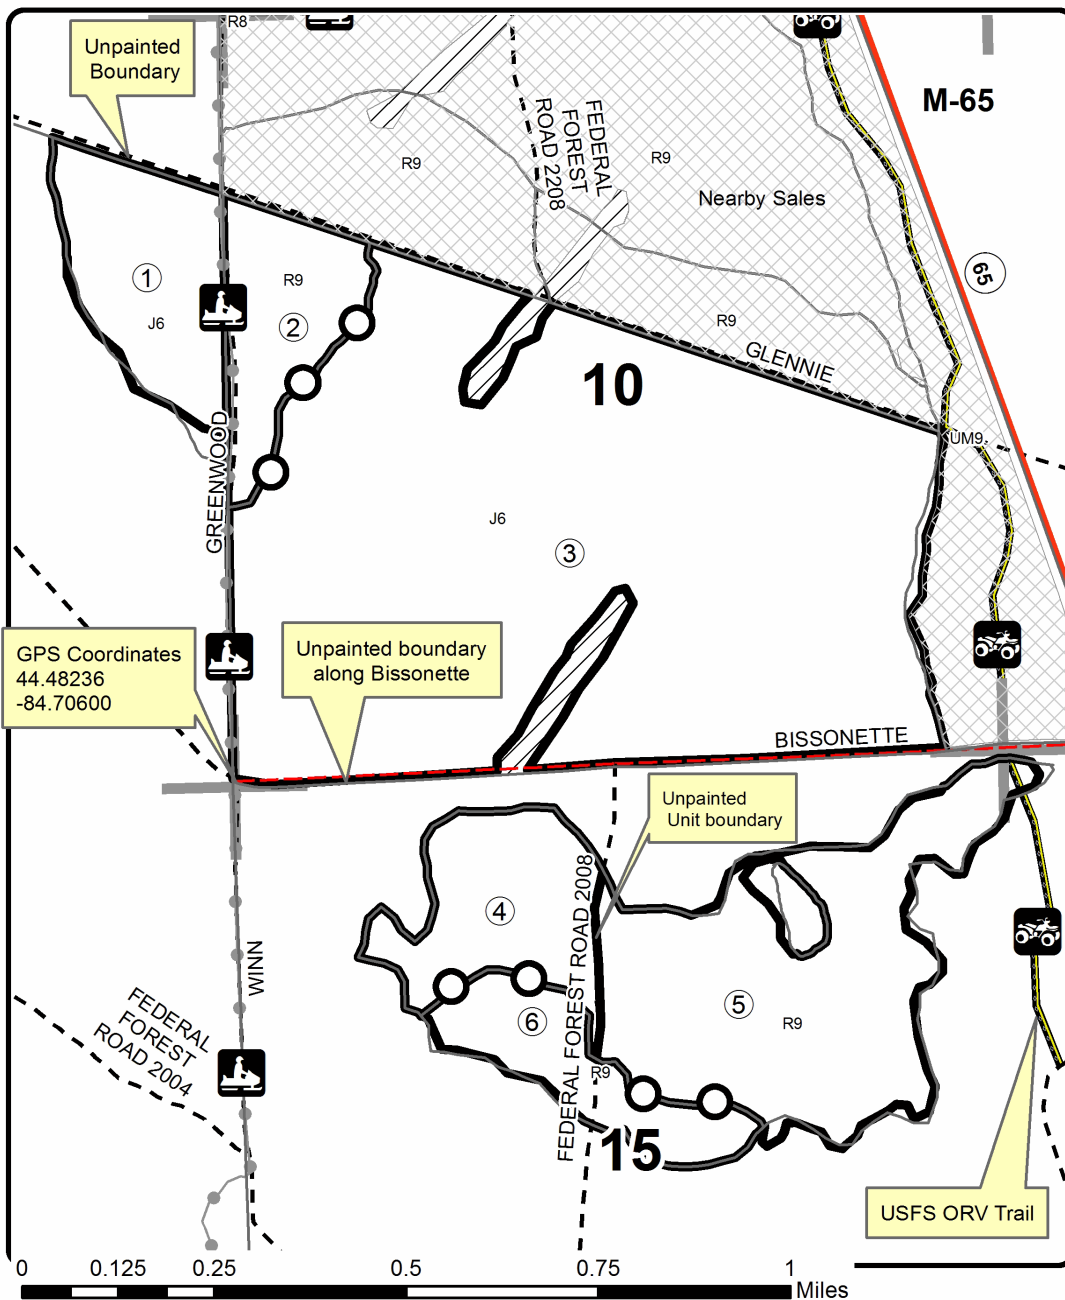 R8
Unpainted
Boundary
M-65
FEDERAL
FOREST
ROAD 2208
R9
R9
Nearby Sales
65
1
R9
J6
2
R9
GLENNIE
10
GREENWOOD
UM9
J6
3
GPS Coordinates
44.48236
-84.70600
Unpainted boundary
along Bissonette
BISSONETTE
Unpainted
Unit boundary
4
FEDERAL FOREST ROAD 2008
WINN
5
6
R9
FEDERAL
FOREST
ROAD 2004
R9
15
USFS ORV Trail
0 0.125 0.25 0.5 0.75 1
Miles